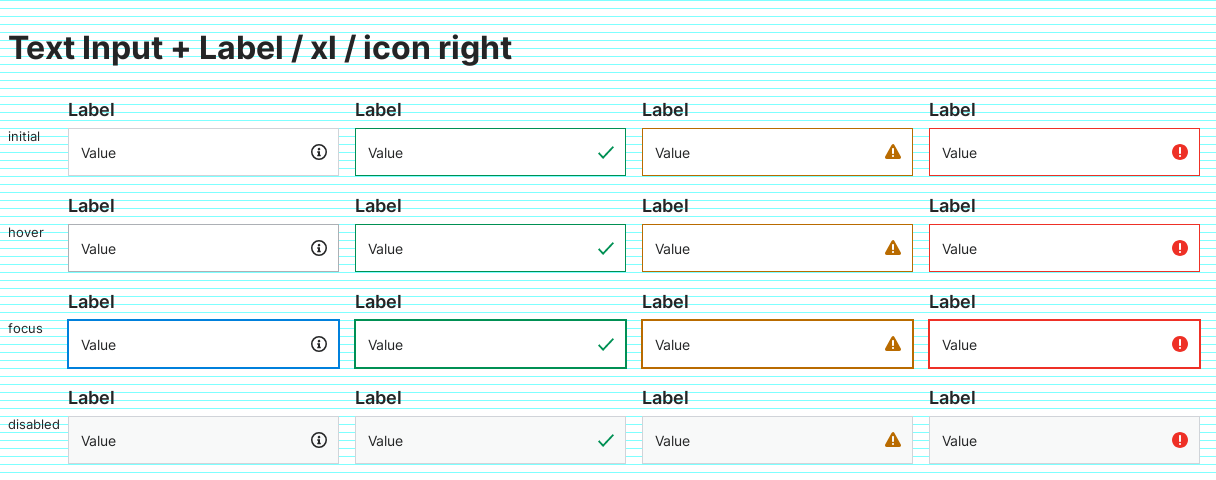 Text Input + Label / xl / icon right
Label Label Label Label
initial
Value Value Value Value
Label Label Label Label
hover
Value Value Value Value
Label Label Label Label
focus
Value Value Value Value
Label Label Label Label
disabled
Value Value Value Value